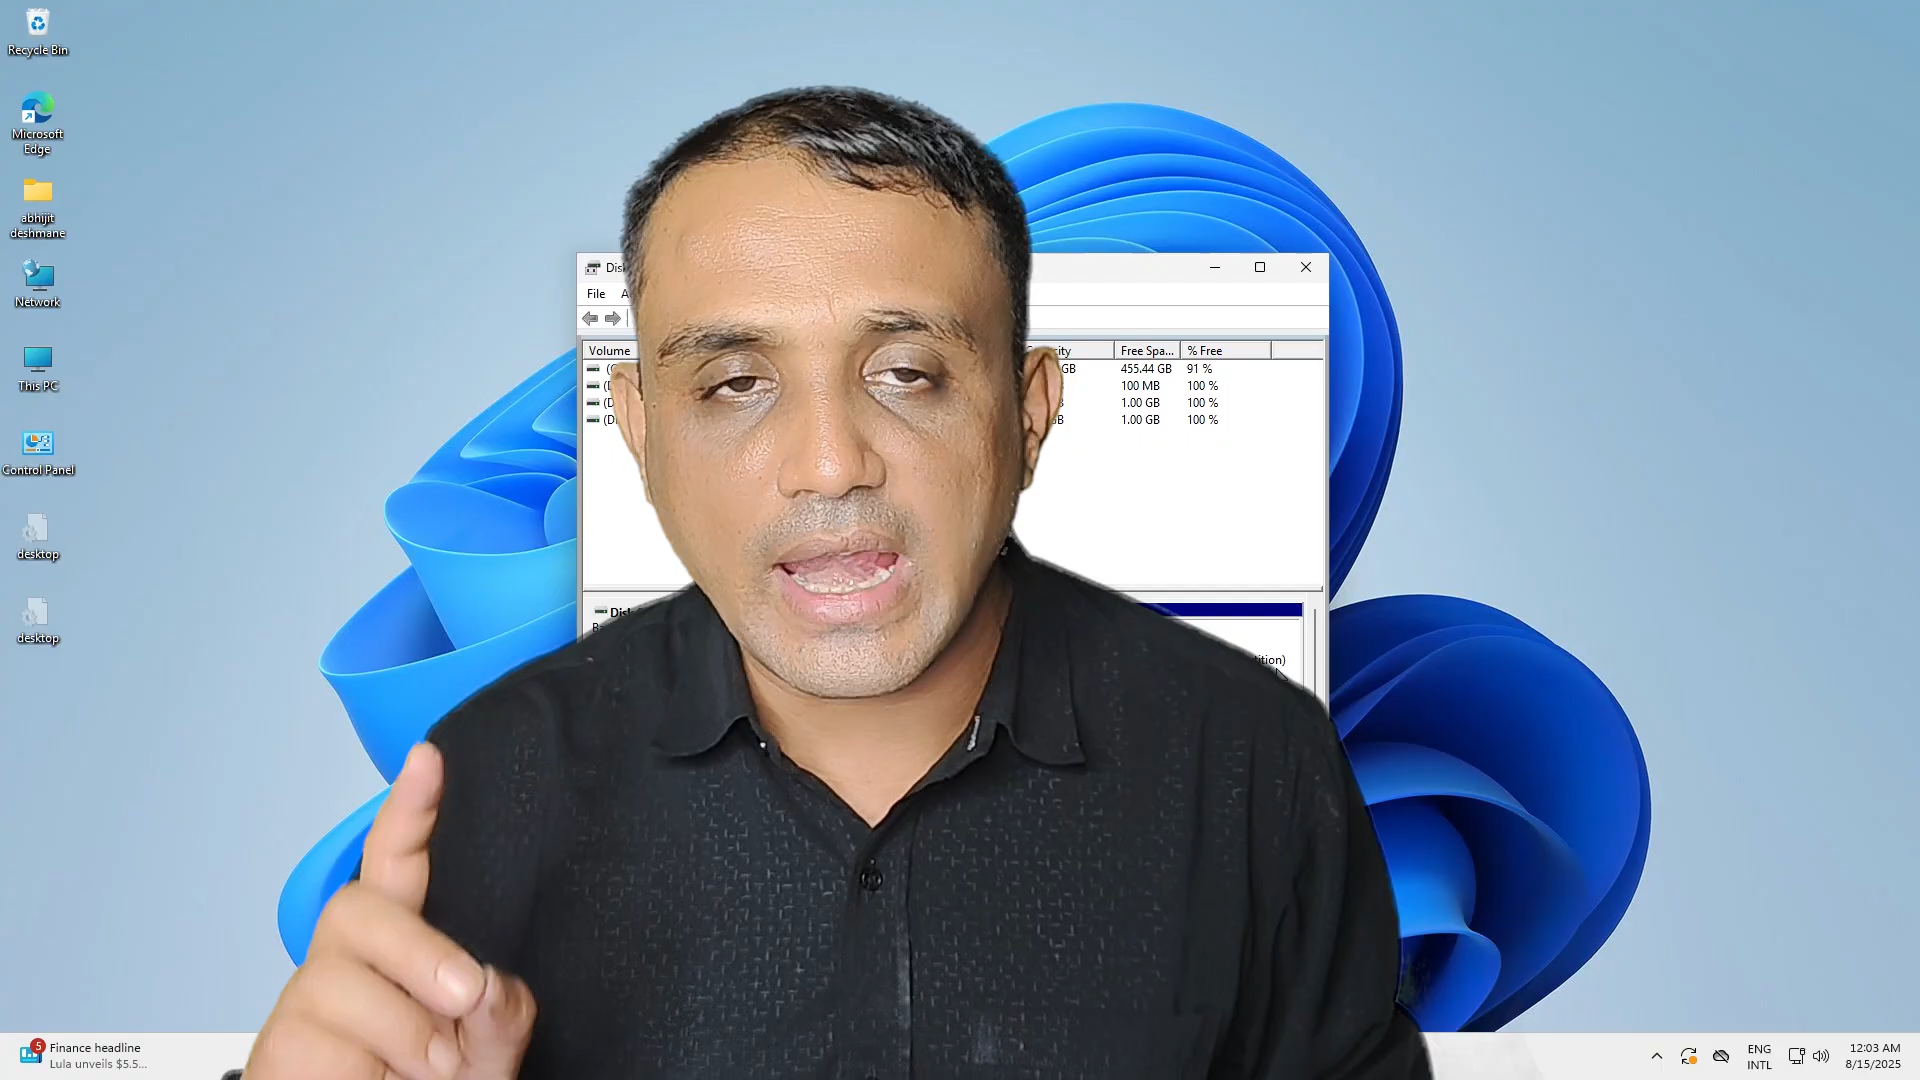 Recycle Bin
Microsoft
Edge
abhijit
deshmane
Network
This PC
Control Panel
desktop
desktop
File
Volume
Free Spa... % Free
GB 455.44 GB 91 %
100 MB 100 %
1.00 GB 100 %
1.00 GB 100 %
5
Finance headline
Lula unveils $5.5...
ENG
INTL
12:03 AM
8/15/2025